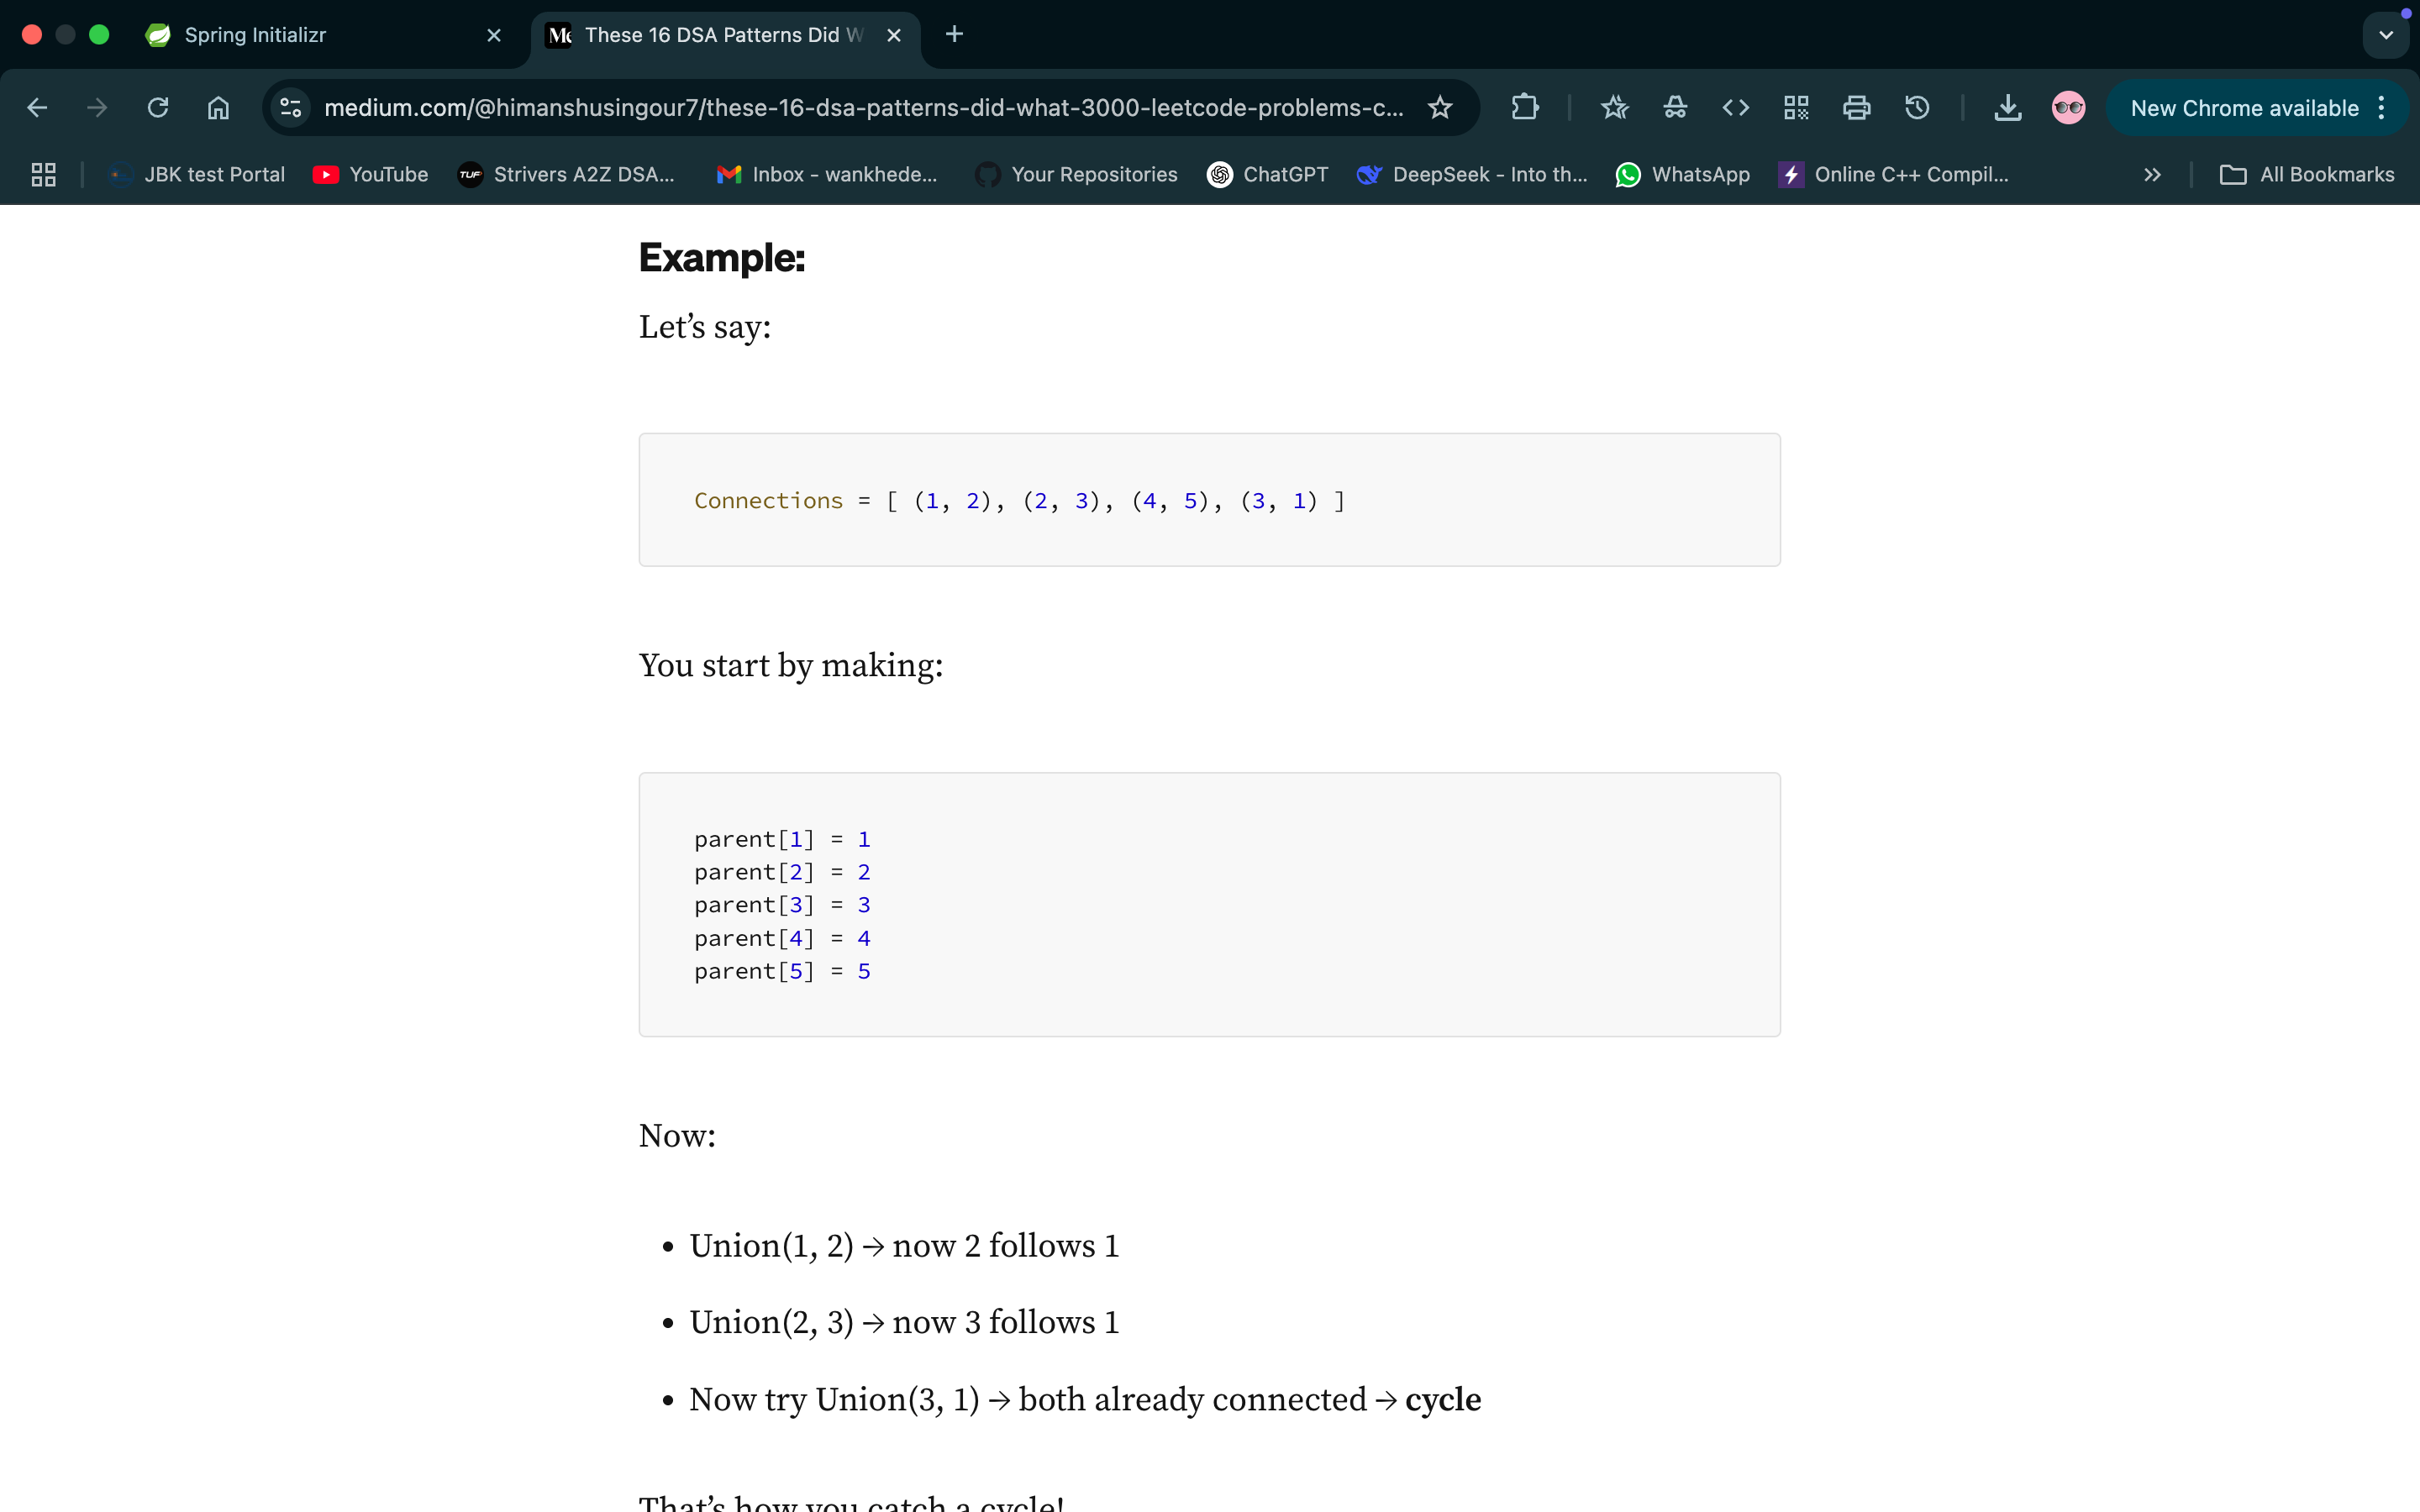 Spring Initializr
These 16 DSA Patterns Did W
medium.com/@himanshusingour7/these-16-dsa-patterns-did-what-3000-leetcode-problems-c...
New Chrome available
JBK test Portal
YouTube
TUF
Strivers A2Z DSA...
Inbox - wankhede...
Your Repositories
ChatGPT
DeepSeek - Into th...
WhatsApp
Online C++ Compil...
All Bookmarks
Example:
Let’s say:
Connections = [ (1, 2), (2, 3), (4, 5), (3, 1) ]
You start by making:
parent[1] = 1
parent[2] = 2
parent[3] = 3
parent[4] = 4
parent[5] = 5
Now:
• Union(1, 2) → now 2 follows 1
• Union(2, 3) → now 3 follows 1
• Now try Union(3, 1) → both already connected → cycle
That’s how you catch a cycle!